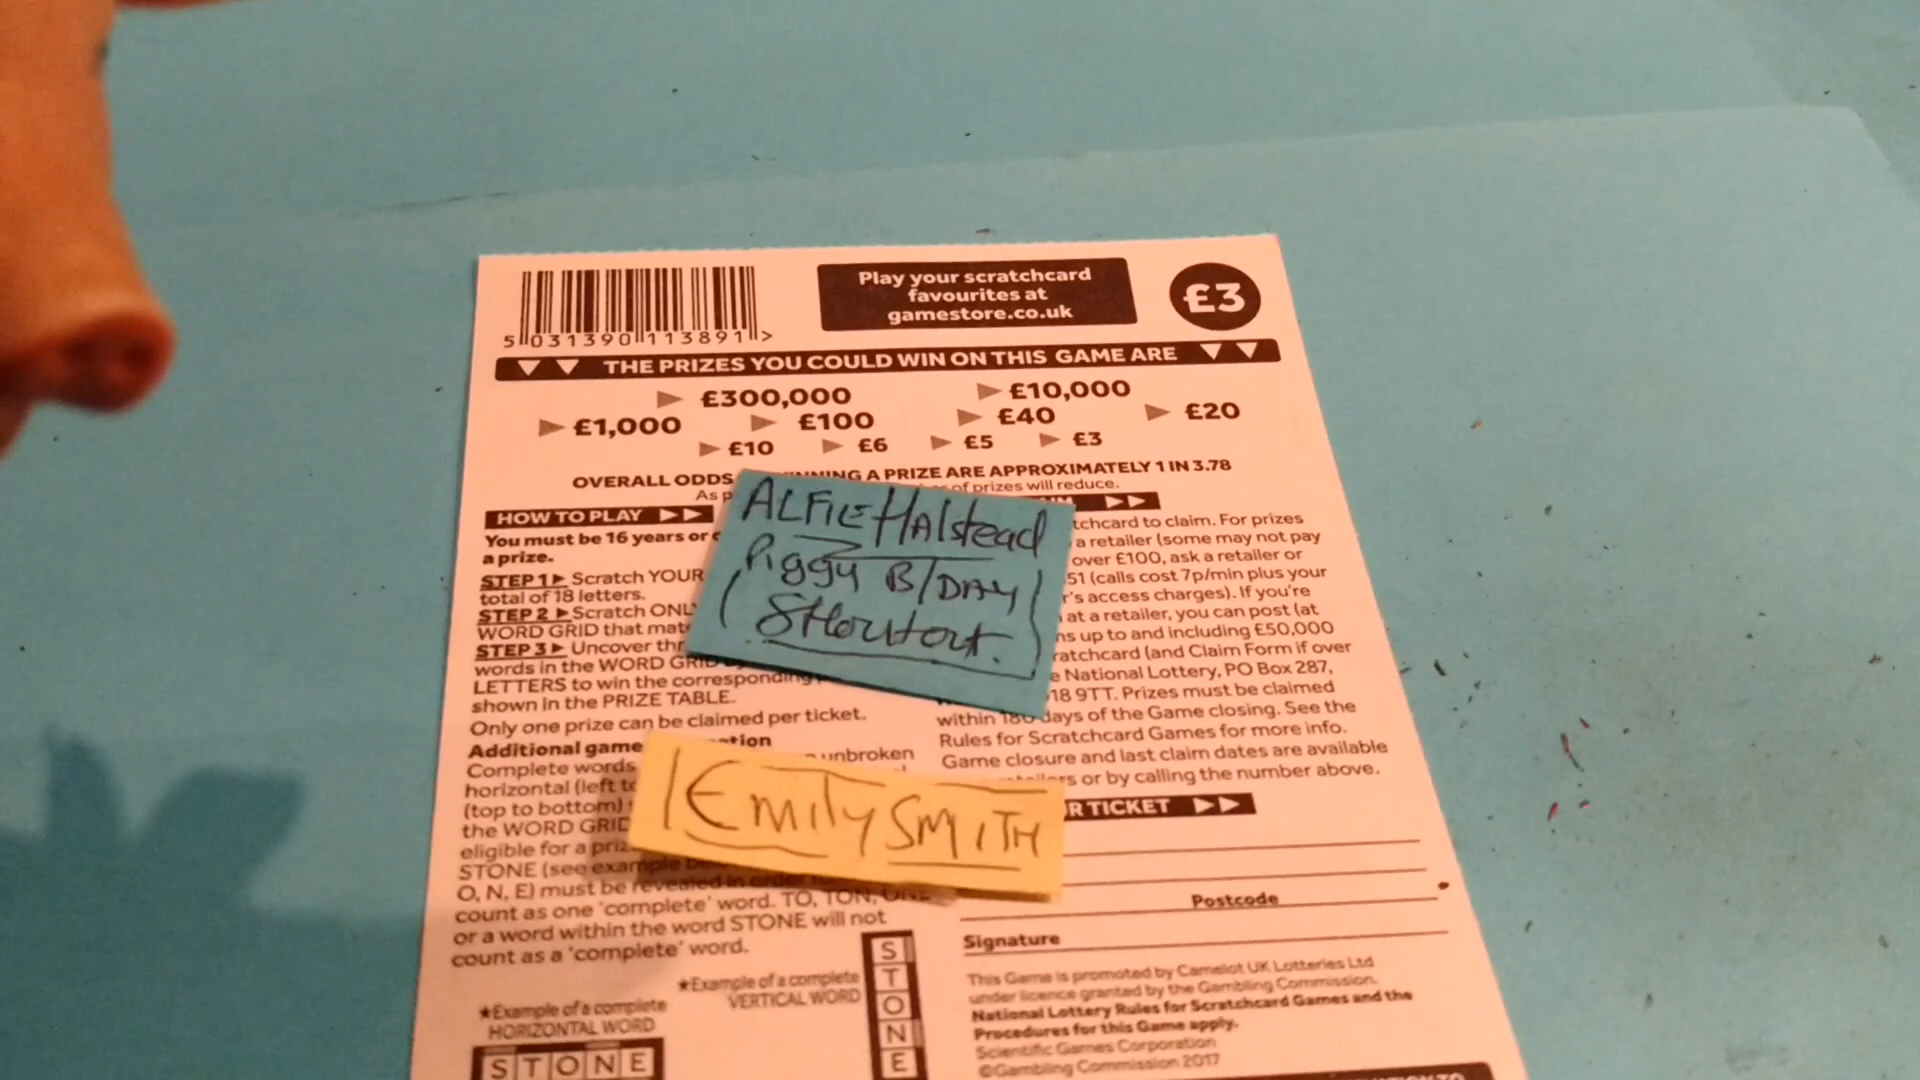 Play your scratchcard
favourites at
gamestore.co.uk
£3
5 031390 113891 >
THE PRIZES YOU COULD WIN ON THIS GAME ARE
£300,000 £10,000
£1,000 £100 £40 £20
£10 £6 £5 £3
OVERALL ODDS NING A PRIZE ARE APPROXIMATELY 1 IN 3.78
As p of prizes will reduce.
ALFIE HAlstead
Piggy B/DAY
SHoutout.
EmilySMITH
HOW TO PLAY
You must be 16 years or
a prize.
STEP 1 Scratch YOUR
total of 18 letters.
STEP 2 Scratch ONL
WORD GRID that mat
STEP 3 Uncover thr
words in the WORD GRID
LETTERS to win the corresponding
shown in the PRIZE TABLE.
Only one prize can be claimed per ticket.
Additional game tion
Complete words unbroken
horizontal (left to
(top to bottom)
the WORD GRID
eligible for a priz
STONE (see example
O, N, E) must be revealed in order
count as one 'complete' word. TO, TON, ONE
or a word within the word STONE will not
count as a 'complete' word.
★Example of a complete
VERTICAL WORD
★Example of a complete
HORIZONTAL WORD
STONE
STONE
tchcard to claim. For prizes
a retailer (some may not pay
over £100, ask a retailer or
51 (calls cost 7p/min plus your
r's access charges). If you're
at a retailer, you can post (at
ns up to and including £50,000
ratchcard (and Claim Form if over
e National Lottery, PO Box 287,
18 9TT. Prizes must be claimed
within 180 days of the Game closing. See the
Rules for Scratchcard Games for more info.
Game closure and last claim dates are available
or by calling the number above.
R TICKET
Postcode
Signature
This Game is promoted by Camelot UK Lotteries Ltd
under licence granted by the Gambling Commission.
National Lottery Rules for Scratchcard Games and the
Procedures for this Game apply.
Scientific Games Corporation
©Gambling Commission 2017